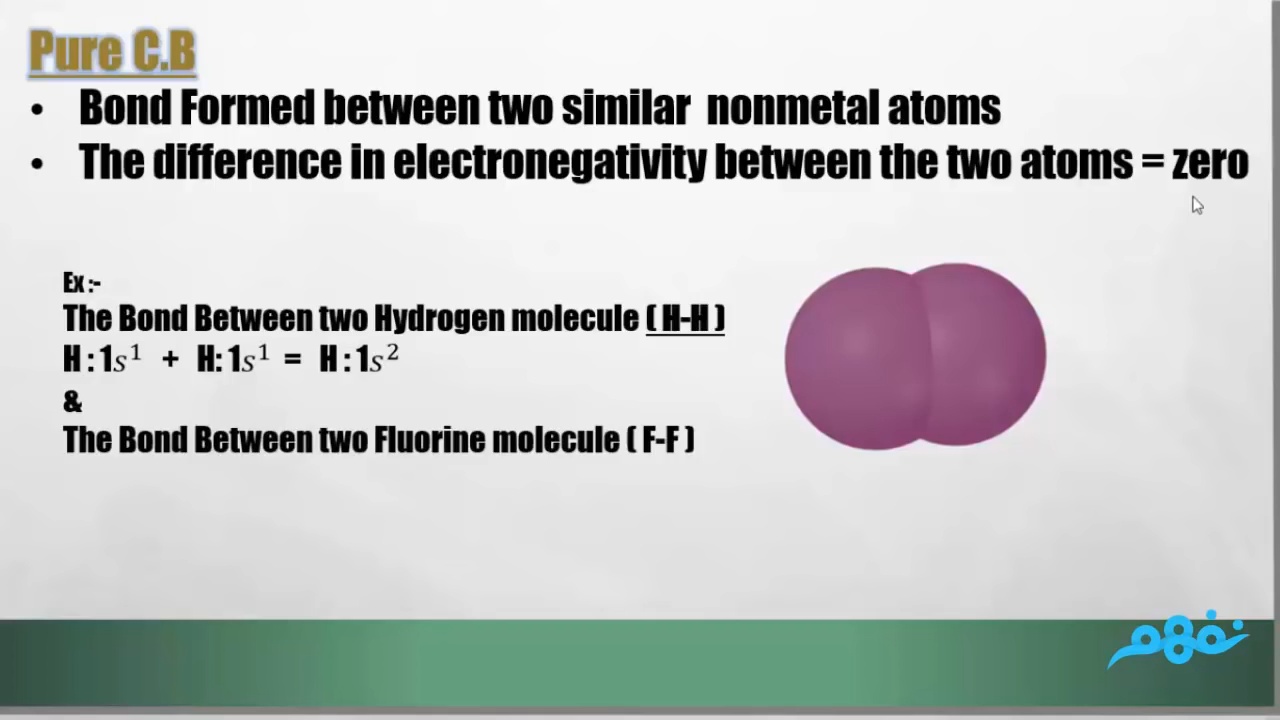 Pure C.B
• Bond Formed between two similar nonmetal atoms
• The difference in electronegativity between the two atoms = zero
Ex :-
The Bond Between two Hydrogen molecule ( H-H )
H : 1s¹ + H: 1s¹ = H : 1s²
&
The Bond Between two Fluorine molecule ( F-F )
نفهم